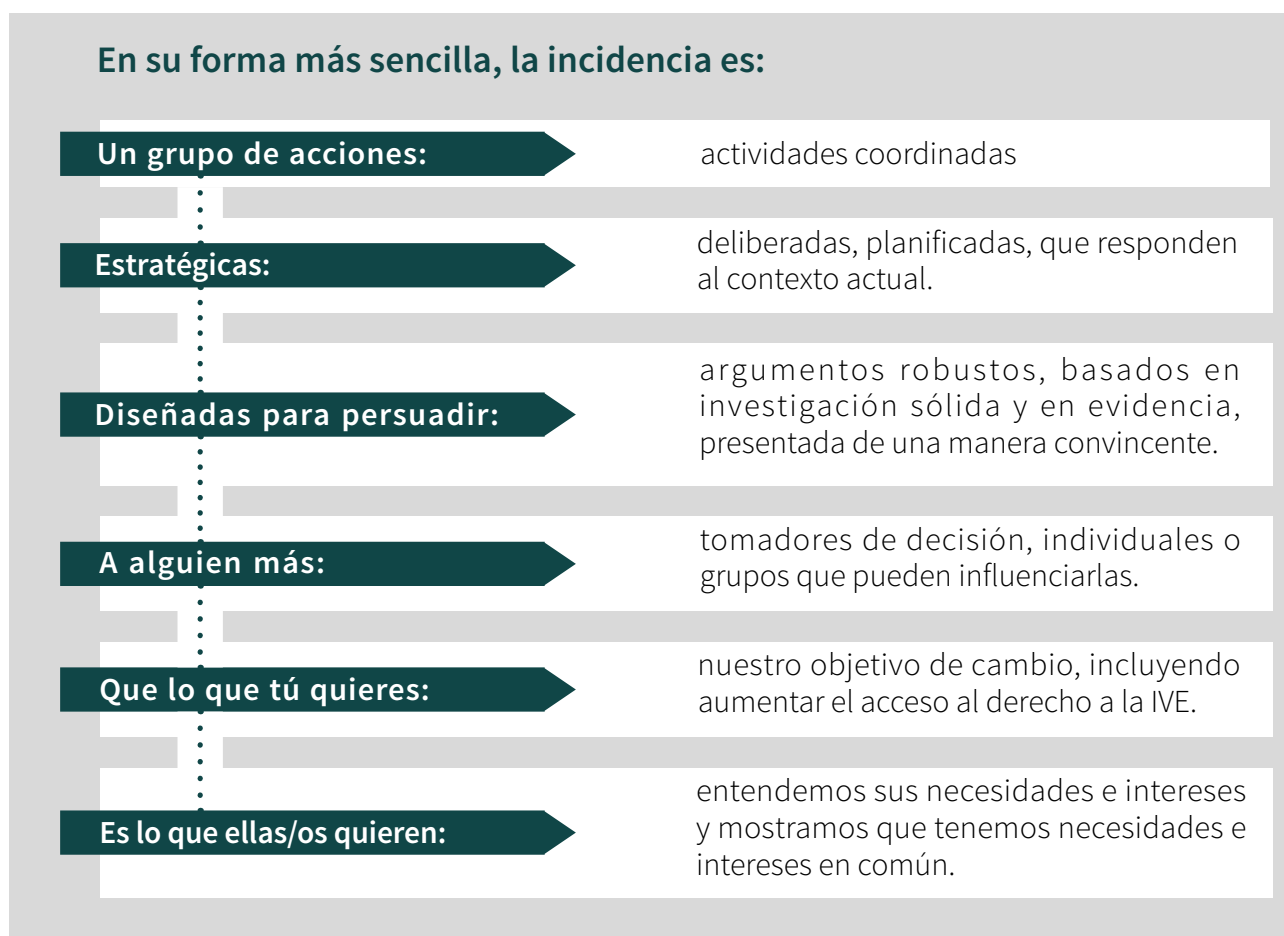 En su forma más sencilla, la incidencia es:
Un grupo de acciones:
actividades coordinadas
Estratégicas:
deliberadas, planificadas, que responden
al contexto actual.
Diseñadas para persuadir:
argumentos robustos, basados en
investigación sólida y en evidencia,
presentada de una manera convincente.
A alguien más:
tomadores de decisión, individuales o
grupos que pueden influenciarlas.
Que lo que tú quieres:
nuestro objetivo de cambio, incluyendo
aumentar el acceso al derecho a la IVE.
Es lo que ellas/os quieren:
entendemos sus necesidades e intereses
y mostramos que tenemos necesidades e
intereses en común.